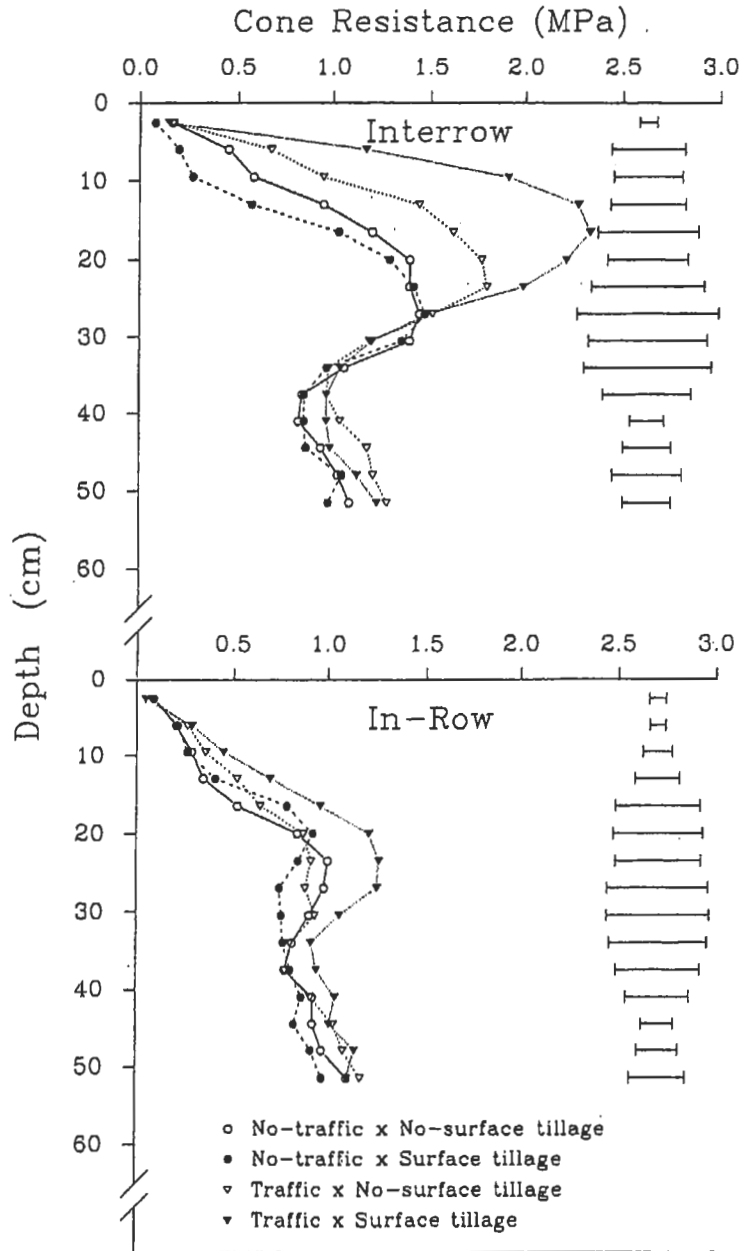 Cone Resistance (MPa)
0.0 0.5 1.0 1.5 2.0 2.5 3.0
0
Interrow
10
20
30
40
50
60
Depth (cm)
0.5 1.0 1.5 2.0 2.5 3.0
0
In-Row
10
20
30
40
50
60
No-traffic x No-surface tillage
No-traffic x Surface tillage
Traffic x No-surface tillage
Traffic x Surface tillage